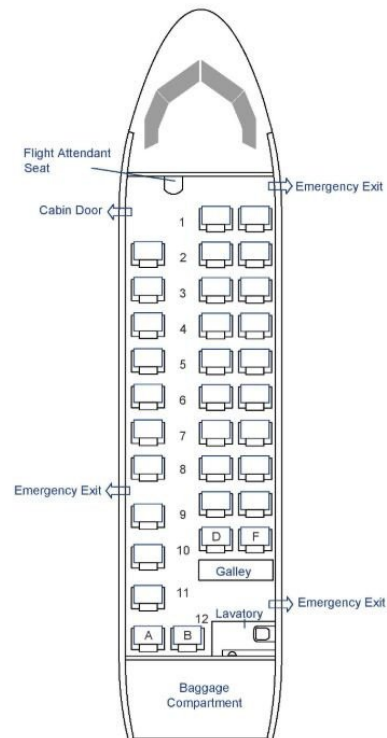 Flight Attendant
Seat
Emergency Exit
Cabin Door
1
2
3
4
5
6
7
8
Emergency Exit
9
D F
10
Galley
11
Emergency Exit
Lavatory
12
A B
Baggage
Compartment